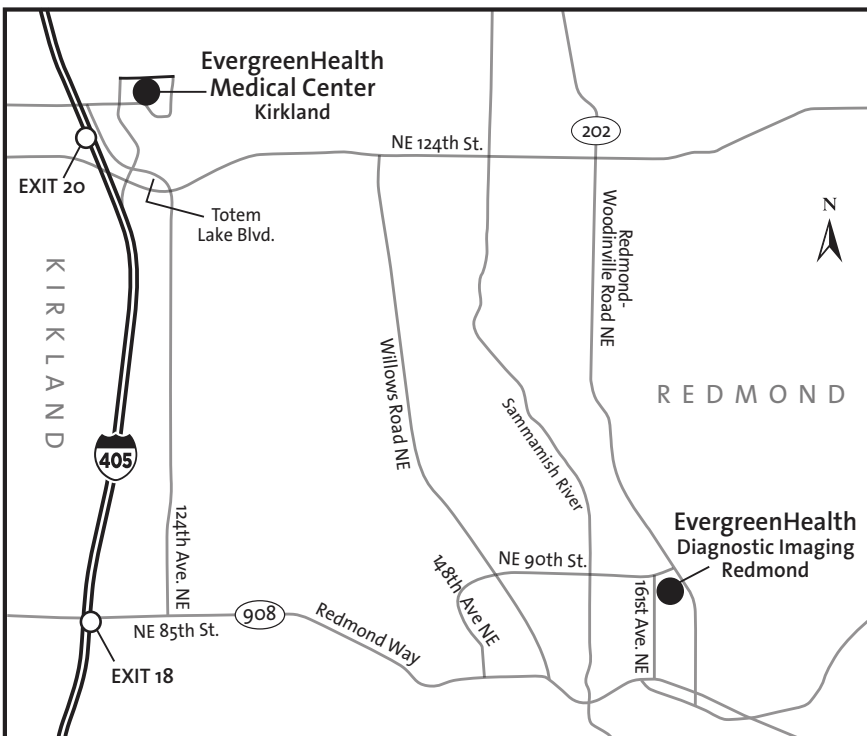 EvergreenHealth
Medical Center
Kirkland
202
NE 124th St.
EXIT 20
Totem
Lake Blvd.
Redmond-
Woodinville Road NE
N
KIRKLAND
Willows Road NE
REDMOND
Sammamish River
405
124th Ave. NE
EvergreenHealth
Diagnostic Imaging
Redmond
NE 90th St.
148th Ave NE
161st Ave. NE
908
NE 85th St.
Redmond Way
EXIT 18